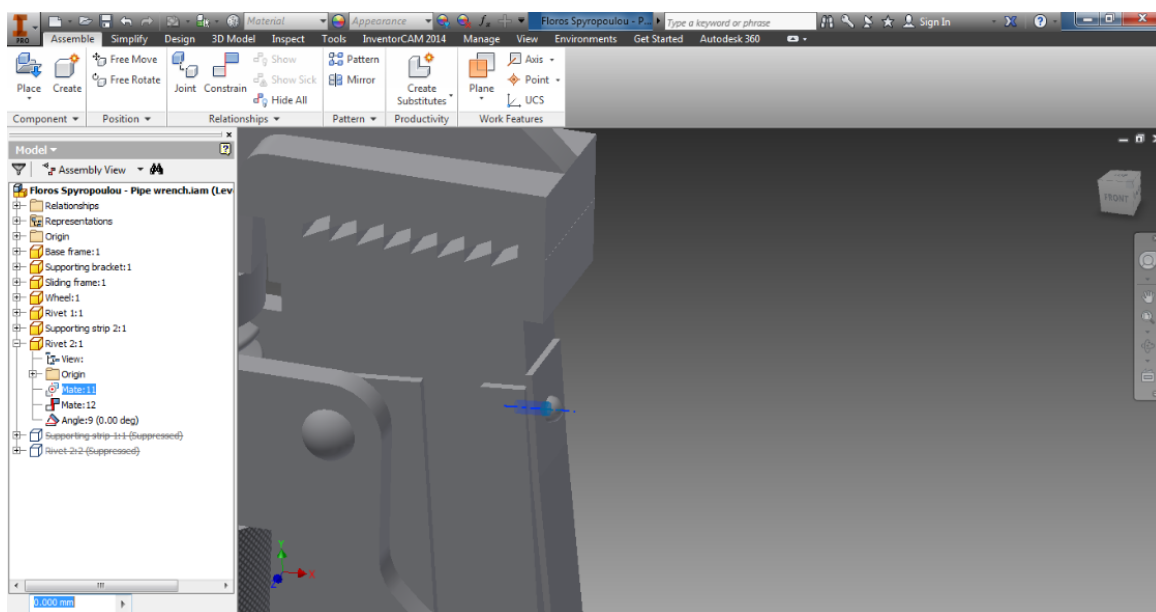 PRO
Material
Appearance
Floros Spyropoulou - P...
Type a keyword or phrase
Sign In
Assemble Simplify Design 3D Model Inspect Tools InventorCAM 2014 Manage View Environments Get Started Autodesk 360
Place
Create
Free Move
Free Rotate
Joint
Constrain
Show
Show Sick
Hide All
Pattern
Mirror
Create
Substitutes
Plane
Axis
Point
UCS
Component Position Relationships Pattern Productivity Work Features
Model
Assembly View
Floros Spyropoulou - Pipe wrench.iam (Lev
Relationships
Representations
Origin
Base frame:1
Supporting bracket:1
Sliding frame:1
Wheel:1
Rivet 1:1
Supporting strip 2:1
Rivet 2:1
View:
Origin
Mate:11
Mate:12
Angle:9 (0.00 deg)
Supporting strip 1:1 (Suppressed)
Rivet 2:2 (Suppressed)
0.000 mm
FRONT
Y
X
Z